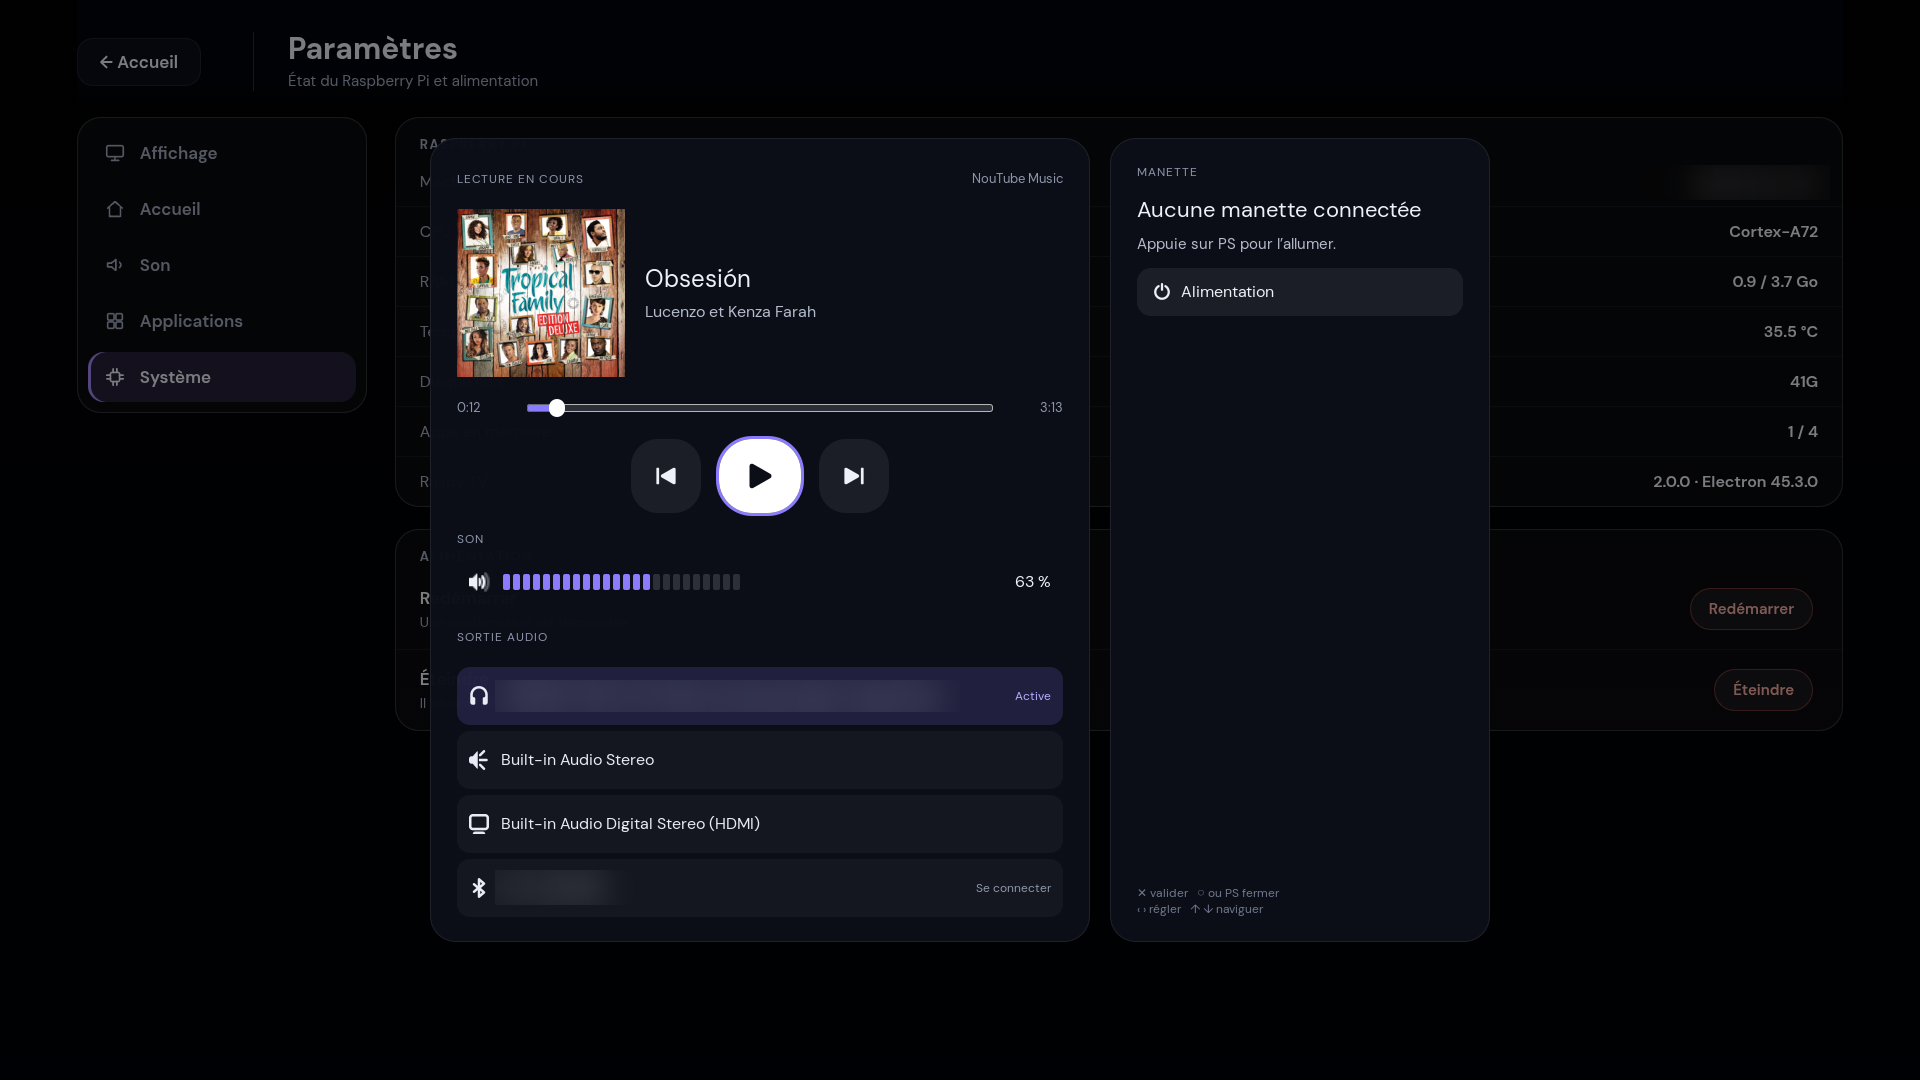 ← Accueil
Paramètres
État du Raspberry Pi et alimentation
Affichage
Accueil
Son
Applications
Système
LECTURE EN COURS
NouTube Music
Tropical
Family
EDITION
DELUXE
Obsesión
Lucenzo et Kenza Farah
0:12
3:13
SON
63 %
SORTIE AUDIO
Active
Built-in Audio Stereo
Built-in Audio Digital Stereo (HDMI)
Se connecter
MANETTE
Aucune manette connectée
Appuie sur PS pour l’allumer.
Alimentation
✕ valider ○ ou PS fermer
‹ › régler ↑ ↓ naviguer
Cortex-A72
0.9 / 3.7 Go
35.5 °C
41G
1 / 4
2.0.0 · Electron 45.3.0
Redémarrer
Éteindre